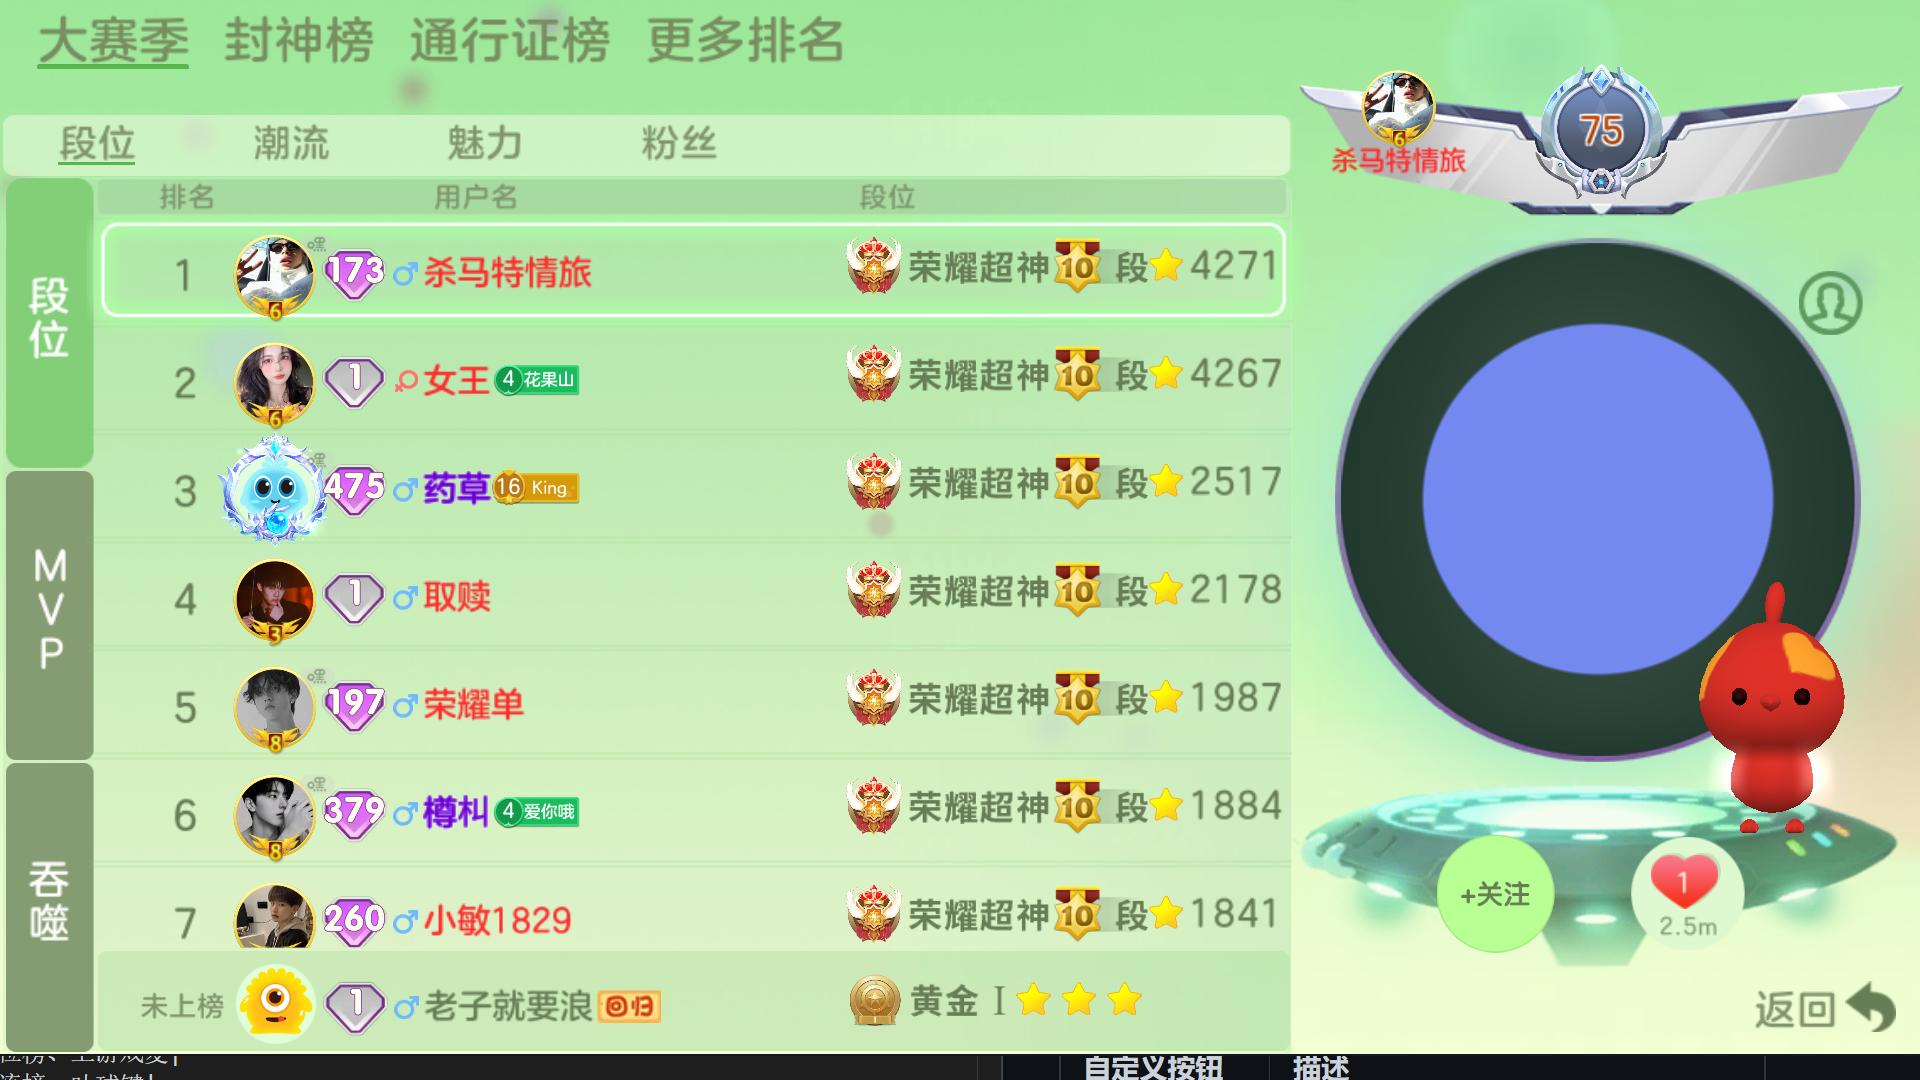 大赛季 封神榜 通行证榜 更多排名
段位 潮流 魅力 粉丝
排名 用户名 段位
段位
MVP
吞噬
1 6 嘿 173 杀马特情旅 荣耀超神 10 段 4271
2 6 1 女王 4 花果山 荣耀超神 10 段 4267
3 嘿 475 药草 16 King 荣耀超神 10 段 2517
4 3 1 取赎 荣耀超神 10 段 2178
5 8 嘿 197 荣耀单 荣耀超神 10 段 1987
6 8 嘿 379 樽朻 4 爱你哦 荣耀超神 10 段 1884
7 260 小敏1829 荣耀超神 10 段 1841
未上榜 1 老子就要浪 回归 黄金 I
6
杀马特情旅
75
+关注
1
2.5m
返回
自定义按钮 描述